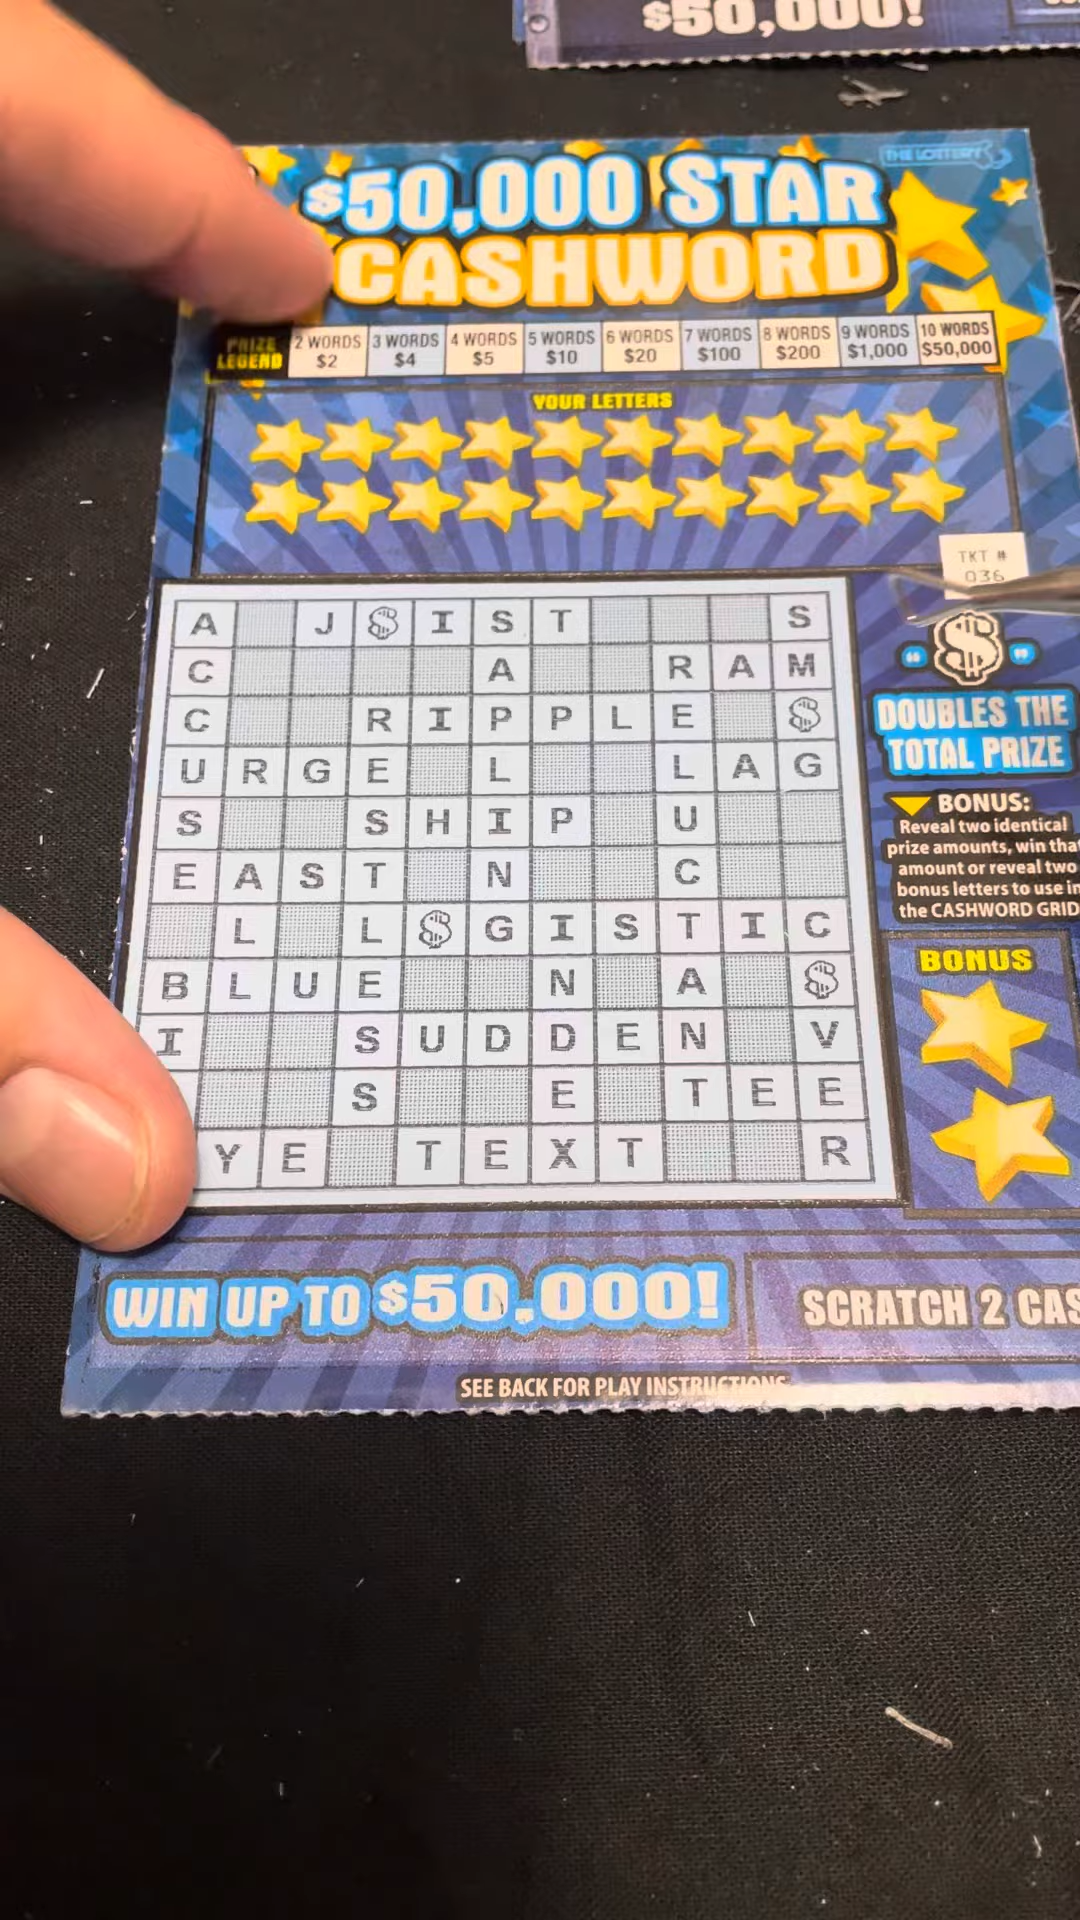 $50,000!
THE LOTTERY
$50,000 STAR
CASHWORD
PRIZE LEGEND
2 WORDS $2
3 WORDS $4
4 WORDS $5
5 WORDS $10
6 WORDS $20
7 WORDS $100
8 WORDS $200
9 WORDS $1,000
10 WORDS $50,000
YOUR LETTERS
TKT #
036
A J $ I S T S
C A R A M
C R I P P L E $
U R G E L L A G
S S H I P U
E A S T N C
L L $ G I S T I C
B L U E N A $
I S U D D E N V
S E T E E R
Y E T E X T R
"$"
DOUBLES THE
TOTAL PRIZE
BONUS:
Reveal two identical
prize amounts, win that
amount or reveal two
bonus letters to use in
the CASHWORD GRID
BONUS
WIN UP TO $50,000!
SCRATCH 2 CAS
SEE BACK FOR PLAY INSTRUCTIONS